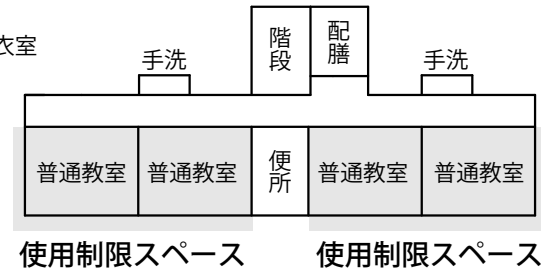 衣室
階段
配膳
手洗
手洗
普通教室
普通教室
便所
普通教室
普通教室
使用制限スペース
使用制限スペース